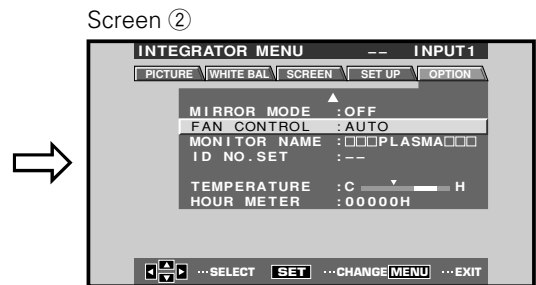 Screen ②
INTEGRATOR MENU -- INPUT1
PICTURE WHITE BAL SCREEN SET UP OPTION
MIRROR MODE :OFF
FAN CONTROL :AUTO
MONITOR NAME :□□□PLASMA□□□
ID NO.SET :--
TEMPERATURE :C H
HOUR METER :00000H
···SELECT SET ···CHANGE MENU ···EXIT